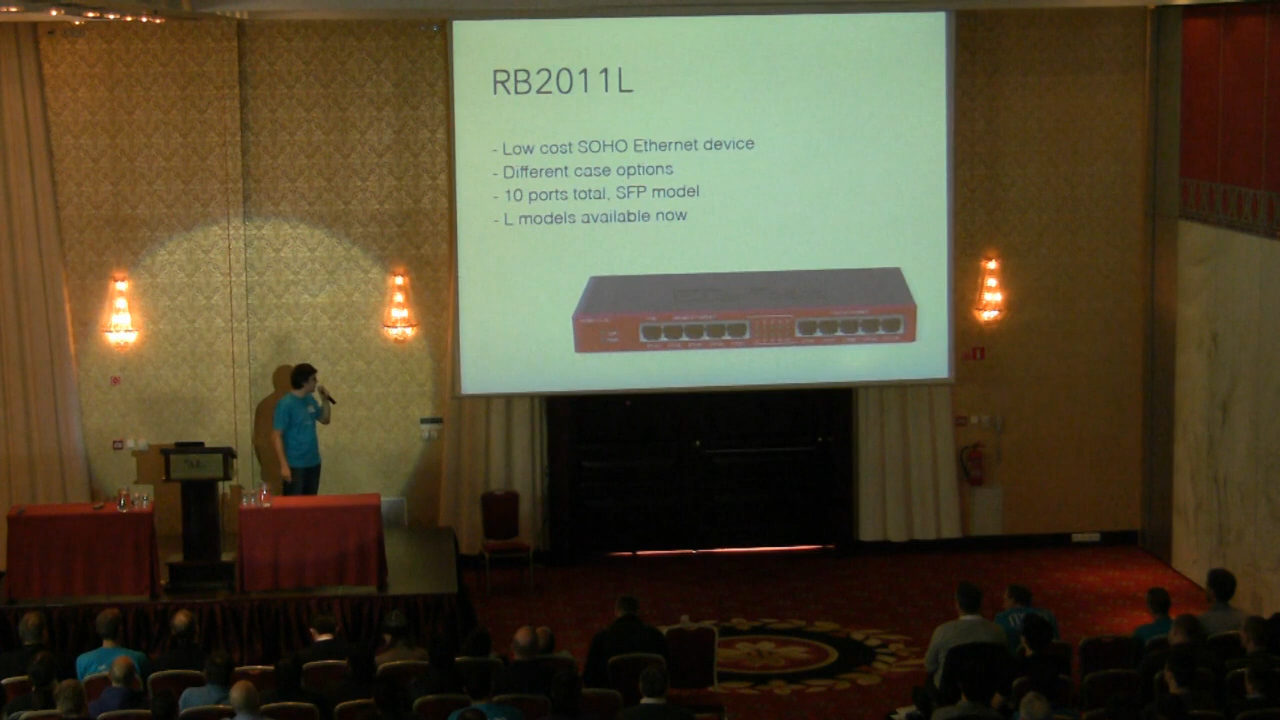 RB2011L
- Low cost SOHO Ethernet device
- Different case options
- 10 ports total, SFP model
- L models available now